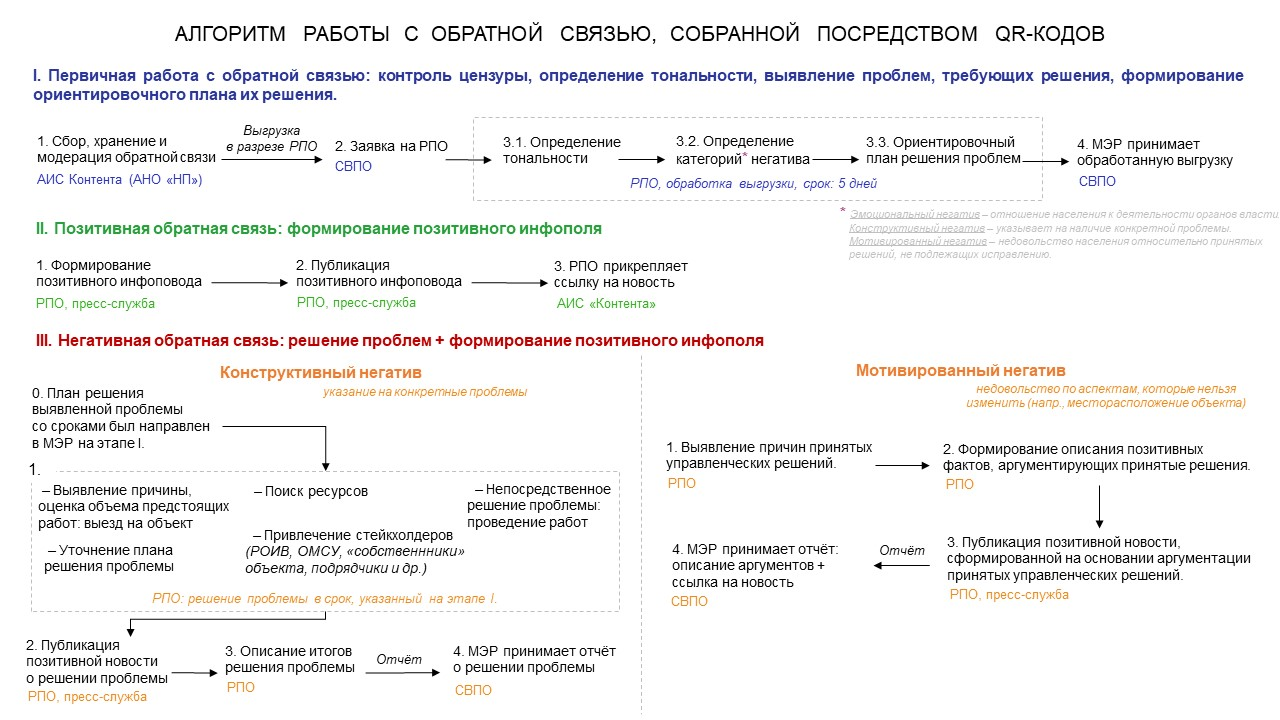 АЛГОРИТМ РАБОТЫ С ОБРАТНОЙ СВЯЗЬЮ, СОБРАННОЙ ПОСРЕДСТВОМ QR-КОДОВ
I. Первичная работа с обратной связью: контроль цензуры, определение тональности, выявление проблем, требующих решения, формирование
ориентировочного плана их решения.
1. Сбор, хранение и
модерация обратной связи
АИС Контента (АНО «НП»)
Выгрузка
в разрезе РПО
2. Заявка на РПО
СВПО
3.1. Определение
тональности
3.2. Определение
категорий* негатива
3.3. Ориентировочный
план решения проблем
РПО, обработка выгрузки, срок: 5 дней
4. МЭР принимает
обработанную выгрузку
СВПО
* Эмоциональный негатив – отношение населения к деятельности органов власти.
Конструктивный негатив – указывает на наличие конкретной проблемы.
Мотивированный негатив – недовольство населения относительно принятых
решений, не подлежащих исправлению.
II. Позитивная обратная связь: формирование позитивного инфополя
1. Формирование
позитивного инфоповода
РПО, пресс-служба
2. Публикация
позитивного инфоповода
РПО, пресс-служба
3. РПО прикрепляет
ссылку на новость
АИС «Контента»
III. Негативная обратная связь: решение проблем + формирование позитивного инфополя
Конструктивный негатив
указание на конкретные проблемы
0. План решения
выявленной проблемы
со сроками был направлен
в МЭР на этапе I.
1.
– Выявление причины,
оценка объема предстоящих
работ: выезд на объект
– Уточнение плана
решения проблемы
– Поиск ресурсов
– Привлечение стейкхолдеров
(РОИВ, ОМСУ, «собственнники»
объекта, подрядчики и др.)
– Непосредственное
решение проблемы:
проведение работ
РПО: решение проблемы в срок, указанный на этапе I.
2. Публикация
позитивной новости
о решении проблемы
РПО, пресс-служба
3. Описание итогов
решения проблемы
РПО
Отчёт
4. МЭР принимает отчёт
о решении проблемы
СВПО
Мотивированный негатив
недовольство по аспектам, которые нельзя
изменить (напр., месторасположение объекта)
1. Выявление причин принятых
управленческих решений.
РПО
2. Формирование описания позитивных
фактов, аргументирующих принятые решения.
РПО
3. Публикация позитивной новости,
сформированной на основании аргументации
принятых управленческих решений.
РПО, пресс-служба
Отчёт
4. МЭР принимает отчёт:
описание аргументов +
ссылка на новость
СВПО